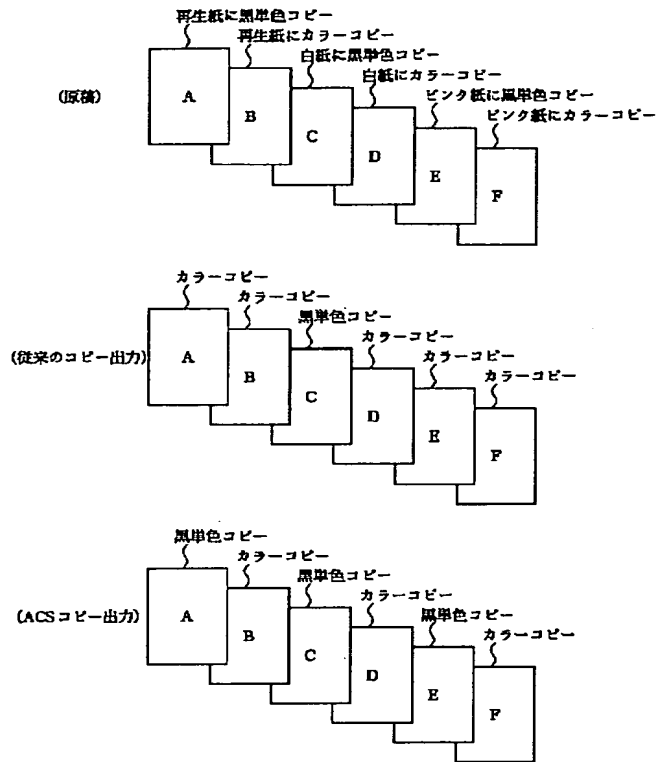 再生紙に黒単色コピー
再生紙にカラーコピー
白紙に黒単色コピー
白紙にカラーコピー
ピンク紙に黒単色コピー
ピンク紙にカラーコピー
(原稿)
A
B
C
D
E
F
カラーコピー
カラーコピー
黒単色コピー
カラーコピー
カラーコピー
カラーコピー
(従来のコピー出力)
A
B
C
D
E
F
黒単色コピー
カラーコピー
黒単色コピー
カラーコピー
黒単色コピー
カラーコピー
(ACSコピー出力)
A
B
C
D
E
F